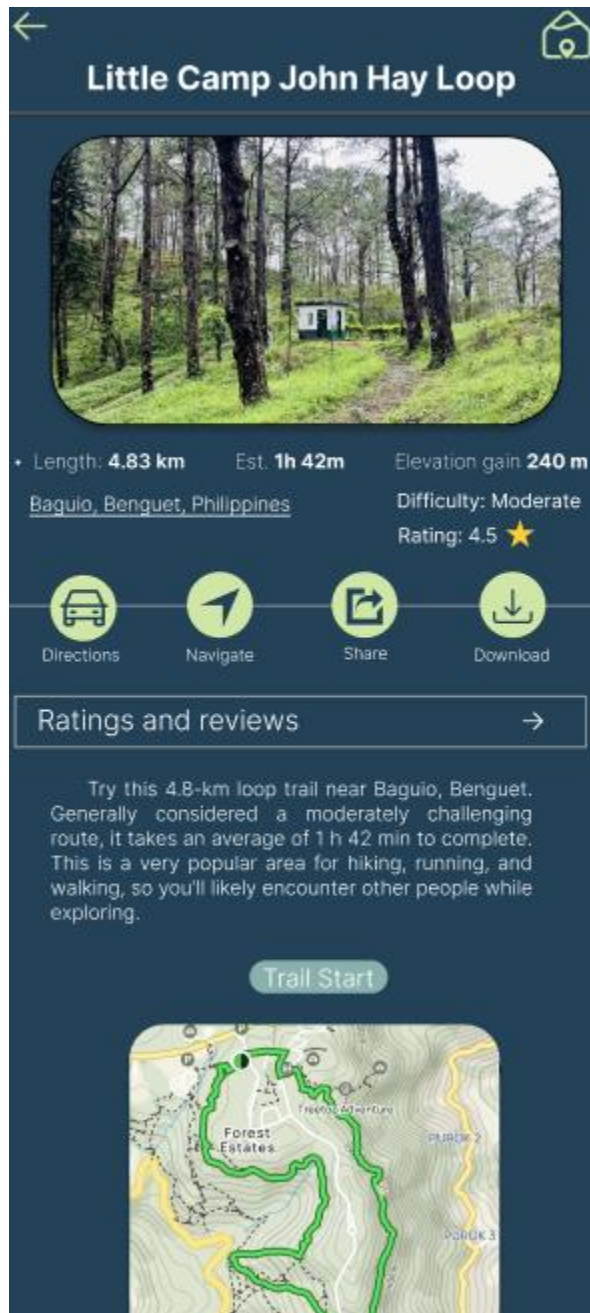 Little Camp John Hay Loop
• Length: 4.83 km Est. 1h 42m Elevation gain 240 m
Baguio, Benguet, Philippines
Difficulty: Moderate
Rating: 4.5
Directions Navigate Share Download
Ratings and reviews
Try this 4.8-km loop trail near Baguio, Benguet.
Generally considered a moderately challenging
route, it takes an average of 1 h 42 min to complete.
This is a very popular area for hiking, running, and
walking, so you'll likely encounter other people while
exploring.
Trail Start
P
P
Treetop Adventure
Forest
Estates
PUROK 2
PUROK 3